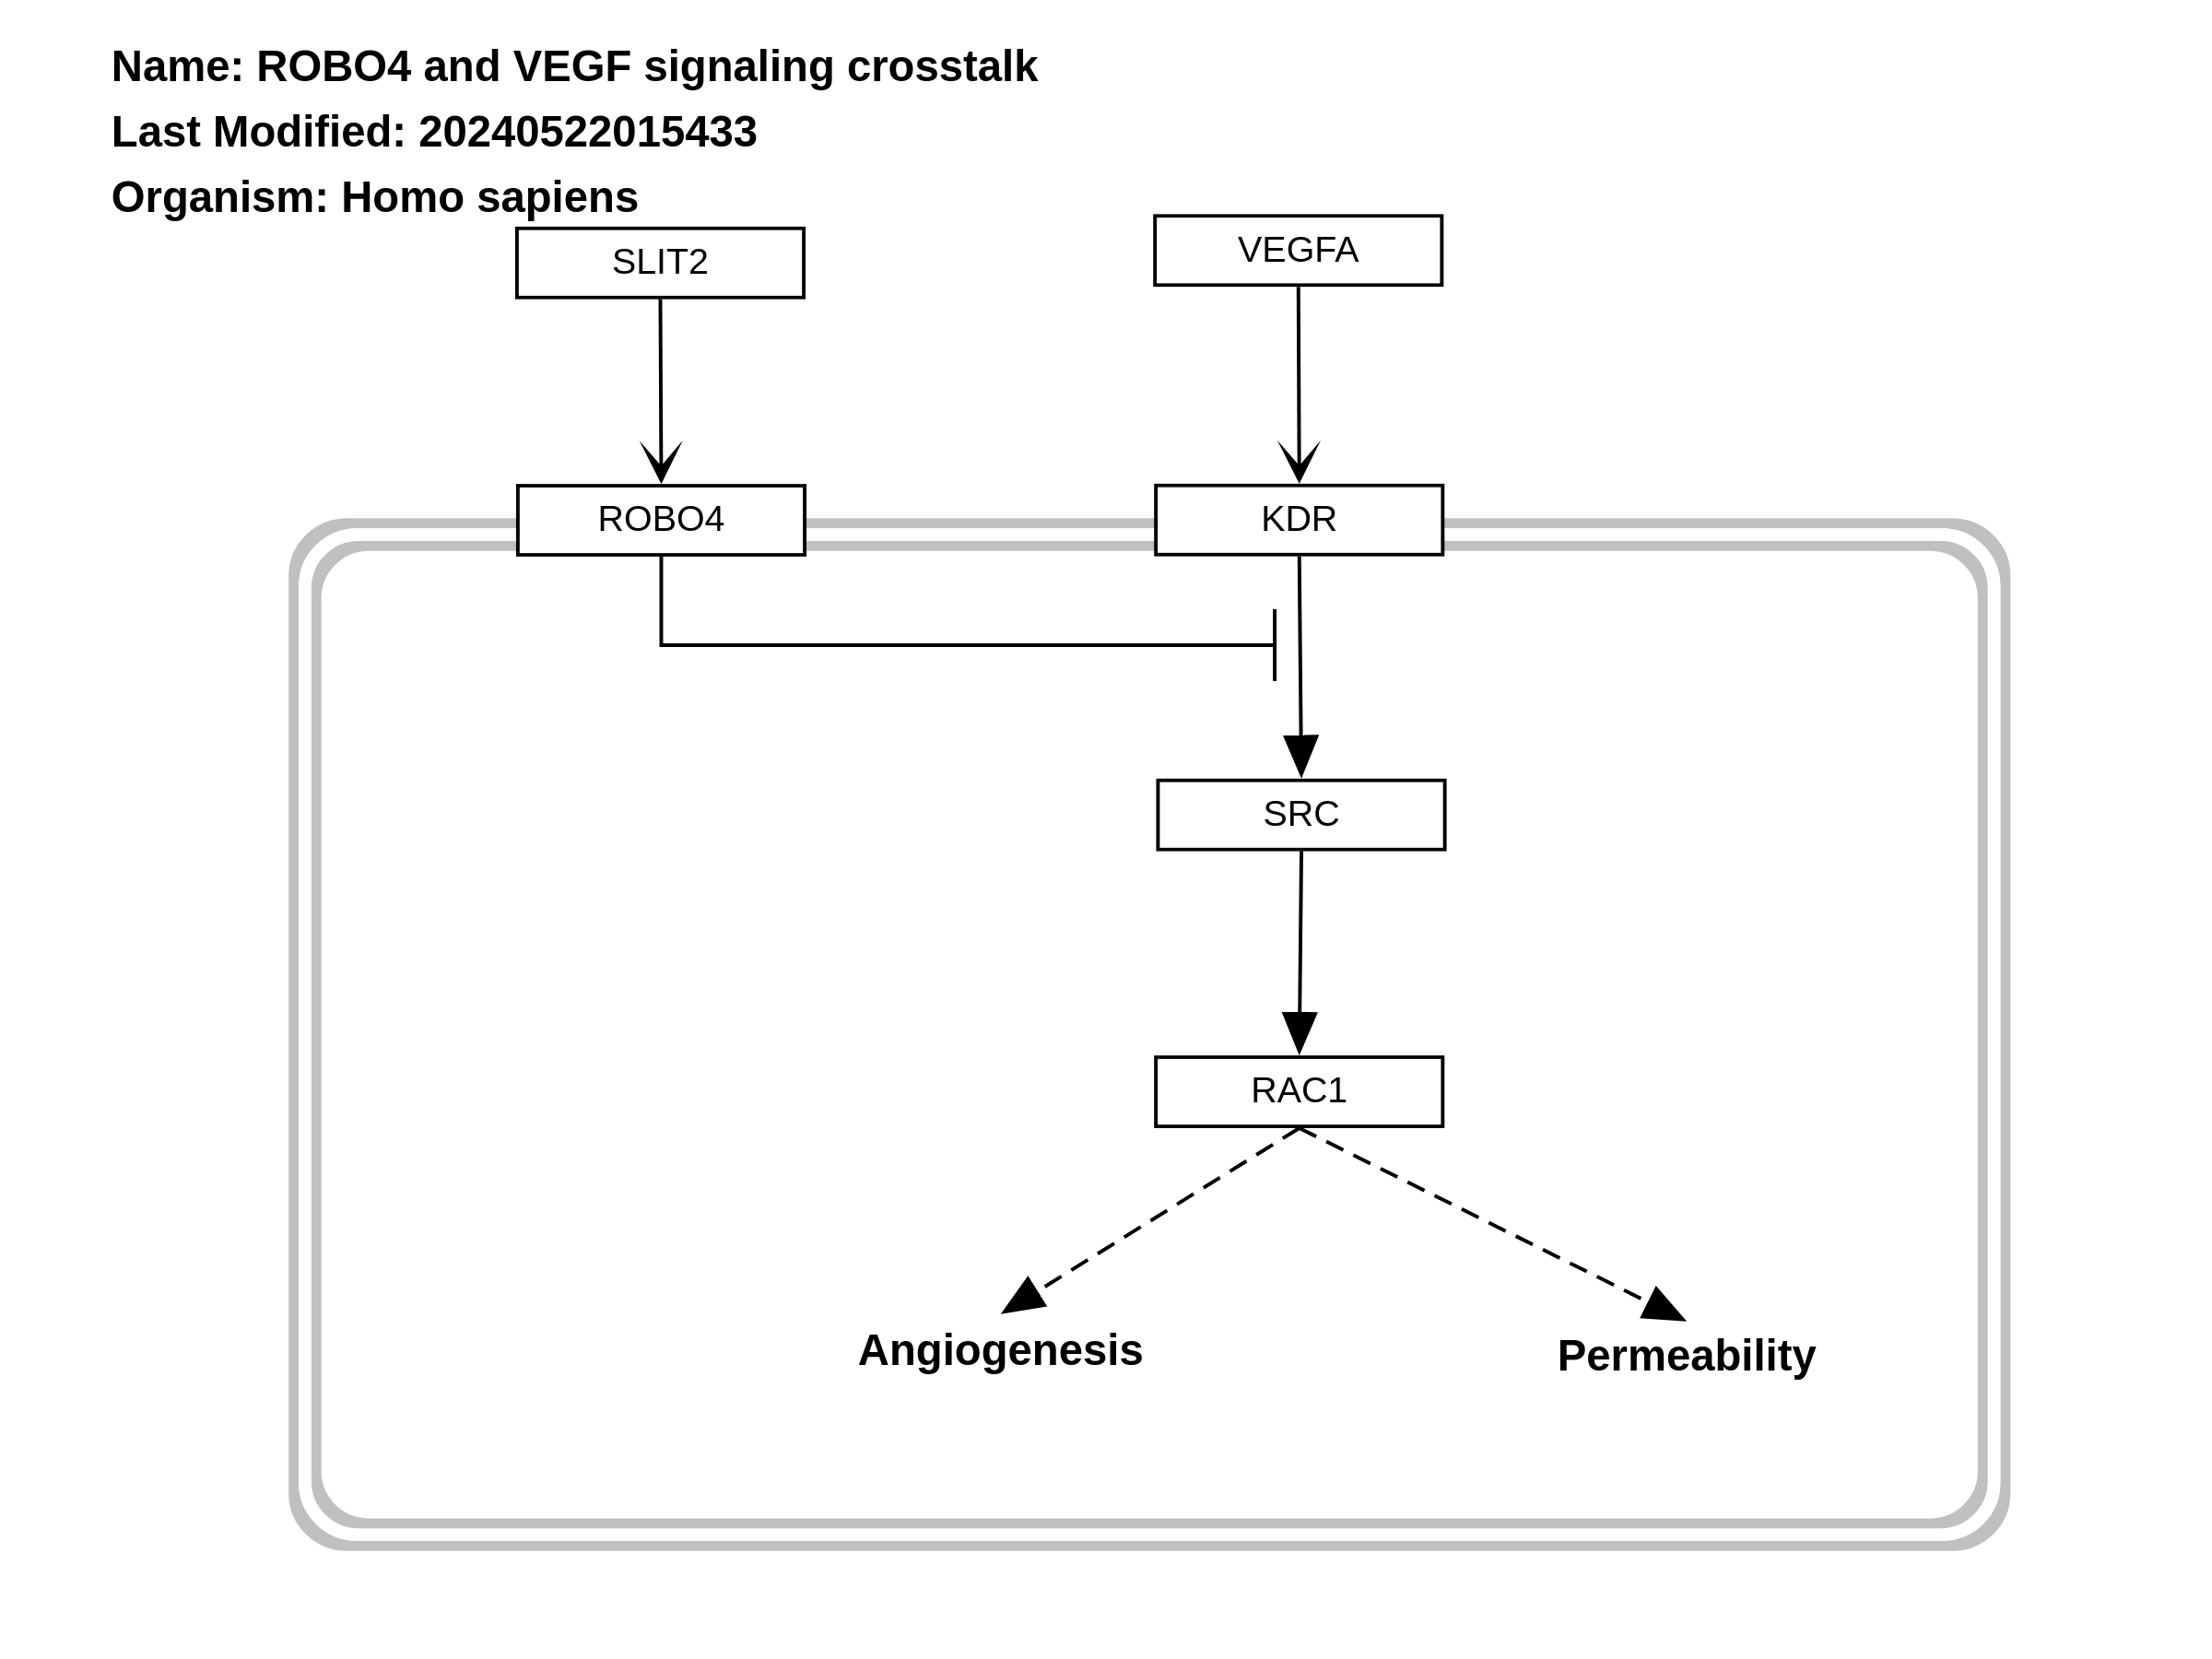 Name: ROBO4 and VEGF signaling crosstalk
Last Modified: 20240522015433
Organism: Homo sapiens
SLIT2
VEGFA
ROBO4
KDR
SRC
RAC1
Angiogenesis
Permeability